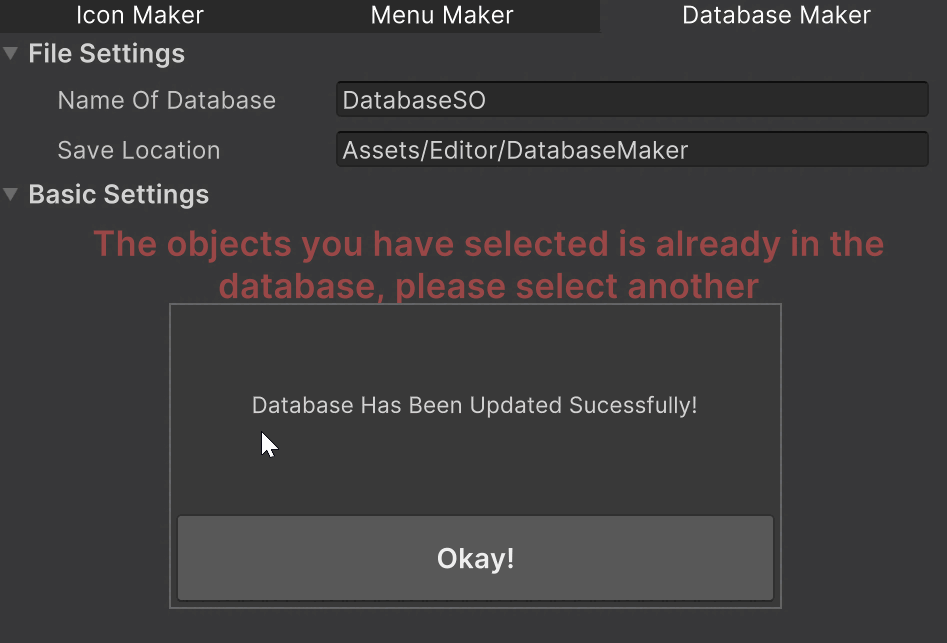 Icon Maker Menu Maker Database Maker
File Settings
Name Of Database DatabaseSO
Save Location Assets/Editor/DatabaseMaker
Basic Settings
The objects you have selected is already in the
database, please select another
Database Has Been Updated Sucessfully!
Okay!